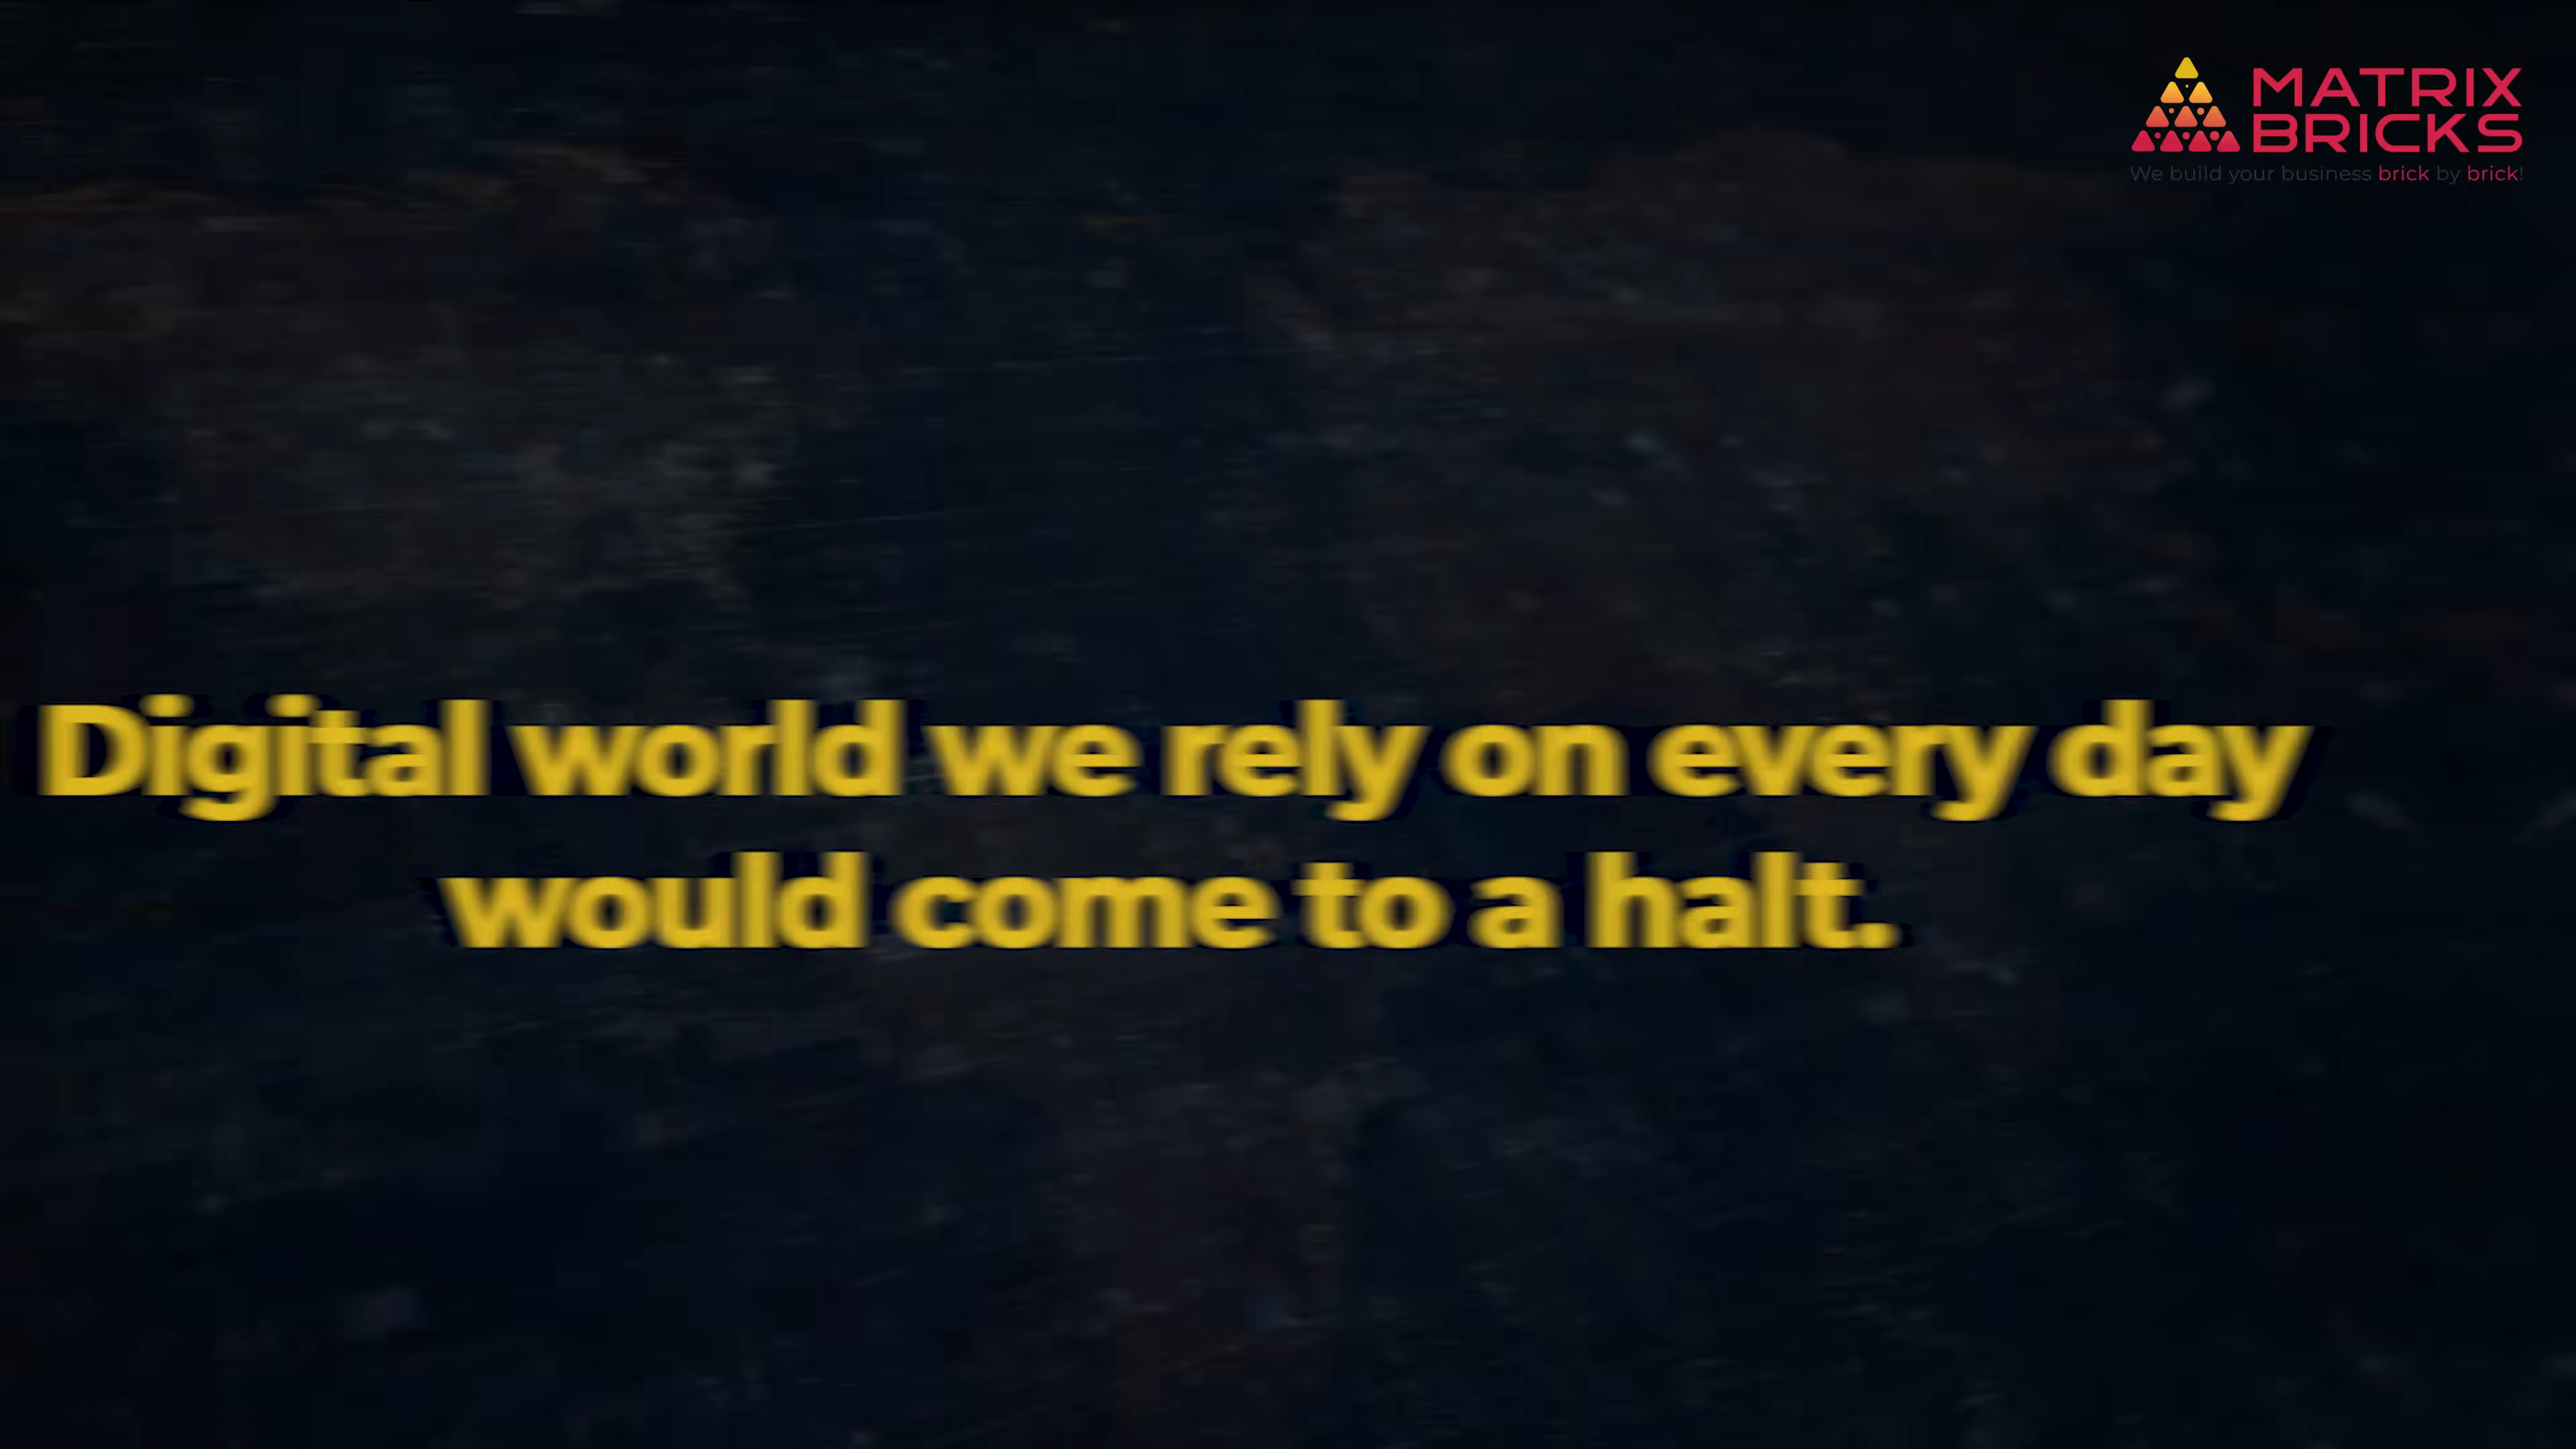 MATRIX
BRICKS
We build your business brick by brick!
Digital world we rely on every day
would come to a halt.